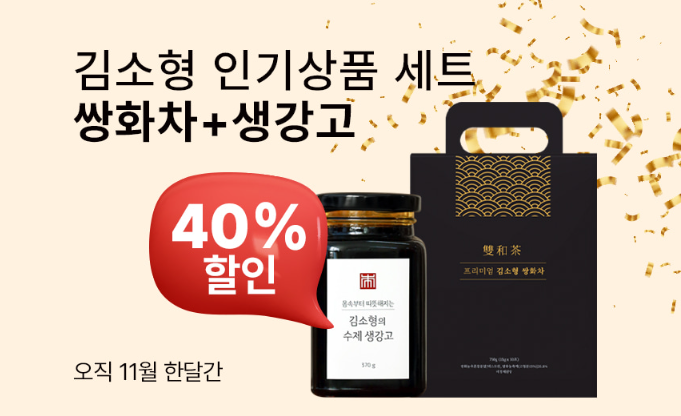 김소형 인기상품 세트
쌍화차+생강고
40%
할인
몸속부터 따뜻해지는
김소형의
수제 생강고
570 g
雙和茶
프리미엄 김소형 쌍화차
오직 11월 한달간